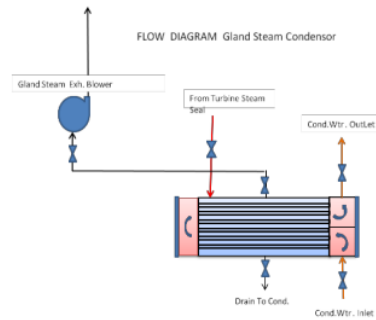 FLOW DIAGRAM Gland Steam Condensor
Gland Steam Exh. Blower
From Turbine Steam
Seal
Cond.Wtr. OutLet
Drain To Cond.
Cond.Wtr. Inlet